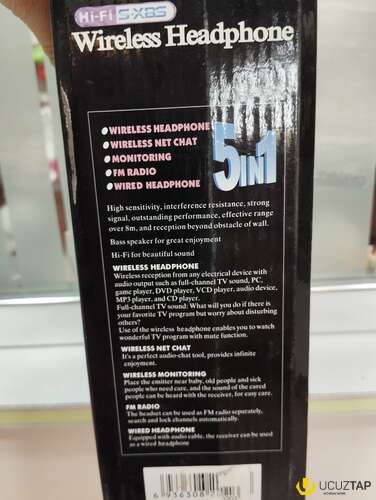 Hi-Fi S-XBS
Wireless Headphone
WIRELESS HEADPHONE
WIRELESS NET CHAT
MONITORING
FM RADIO
WIRED HEADPHONE
5 IN 1
High sensitivity, interference resistance, strong
signal, outstanding performance, effective range
over 8m, and reception beyond obstacle of wall.
Bass speaker for great enjoyment
Hi-Fi for beautiful sound
WIRELESS HEADPHONE
Wireless reception from any electrical device with
audio output such as full-channel TV sound, PC,
game player, DVD player, VCD player, audio device,
MP3 player, and CD player.
Full-channel TV sound: What will you do if there is
your favorite TV program but worry about disturbing
others?
Use of the wireless headphone enables you to watch
wonderful TV program with mute function.
WIRELESS NET CHAT
It's a perfect audio-chat tool, provides infinite
enjoyment.
WIRELESS MONITORING
Place the emitter near baby, old people and sick
people who need care, and the sound of the cared
people can be heard with the receiver, for easy care.
FM RADIO
The headset can be used as FM radio separately,
search and lock channels automatically.
WIRED HEADPHONE
Equipped with audio cable, the receiver can be used
as a wired headphone
UCUZTAP